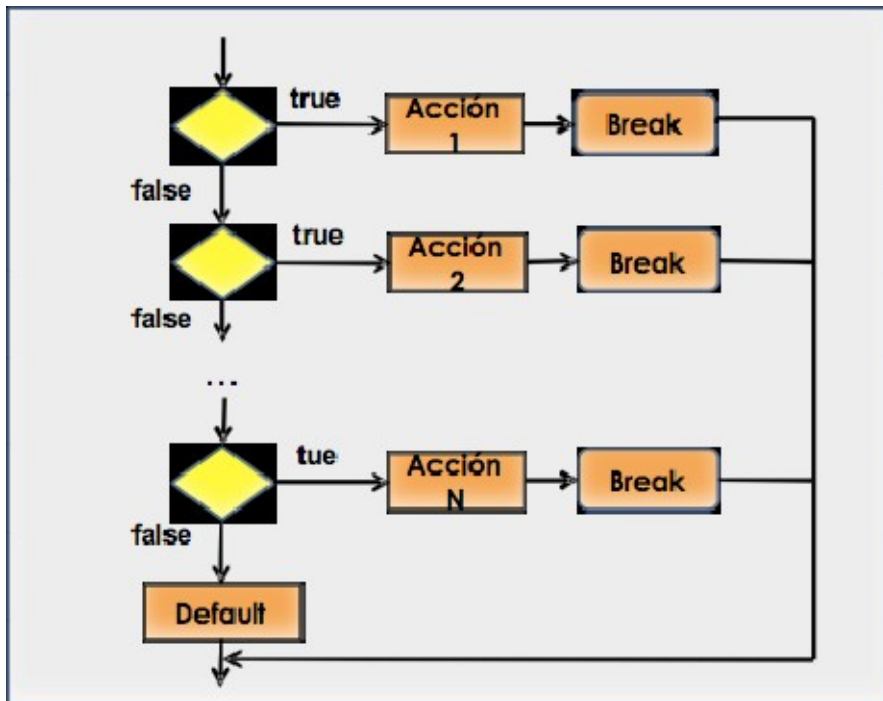 true
Acción
1
Break
false
true
Acción
2
Break
false
...
tue
Acción
N
Break
false
Default